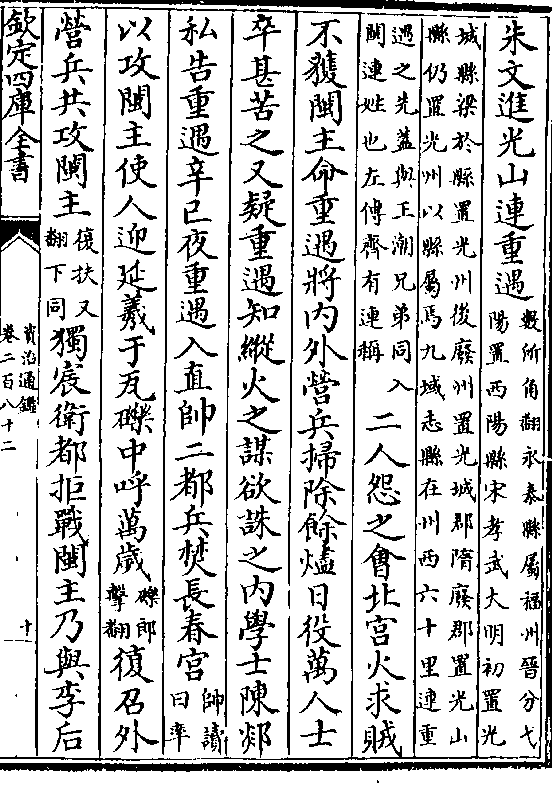 朱文進光山連重遇數所角翻永泰縣屬福州晉分弋
陽置西陽縣宋孝武大明初置光
城縣梁於縣置光州後廢州置光城郡隋廢郡置光山
縣仍置光州以縣屬焉九域志縣在州西六十里連重
遇之先蓋與王潮兄弟同入
閩連姓也左傳齊有連稱
二人怨之會北宫火求賊
不獲閩主命重遇將内外營兵掃除餘燼日役萬人士
卒甚苦之又疑重遇知縱火之謀欲誅之内學士陳郯
私告重遇辛已夜重遇入直帥二都兵焚長春宫帥讀
曰率
以攻閩主使人迎延羲于瓦礫中呼萬歳礫郎
擊翻
復召外
營兵共攻閩主復扶又
翻下同
獨宸衛都拒戰閩主乃與李后
欽定四庫全書
資治通鑑
卷二百八十二
十